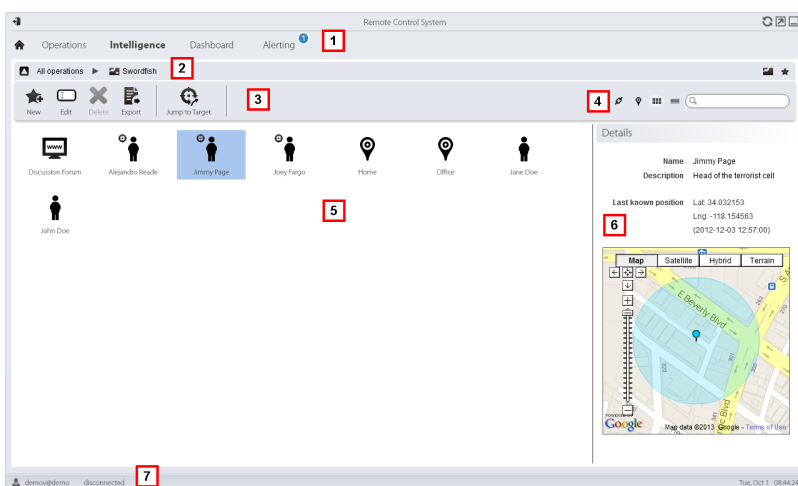 Remote Control System
Operations Intelligence Dashboard Alerting 1 1
All operations Swordfish 2
New Edit Delete Export Jump to Target 3 4
Details
Discussion Forum Alejandro Reade Jimmy Page Joey Fargo Home Office Jane Doe
WWW
John Doe
5
Name Jimmy Page
Description Head of the terrorist cell
Last known position Lat: 34.032153
Lng: -118.154563
6 (2012-12-03 12:57:00)
Map Satellite Hybrid Terrain
E Beverly Blvd
POWERED BY
Google Map data ©2013 Google - Terms of Use
demov@demo disconnected 7 Tue, Oct 1 08:44:24